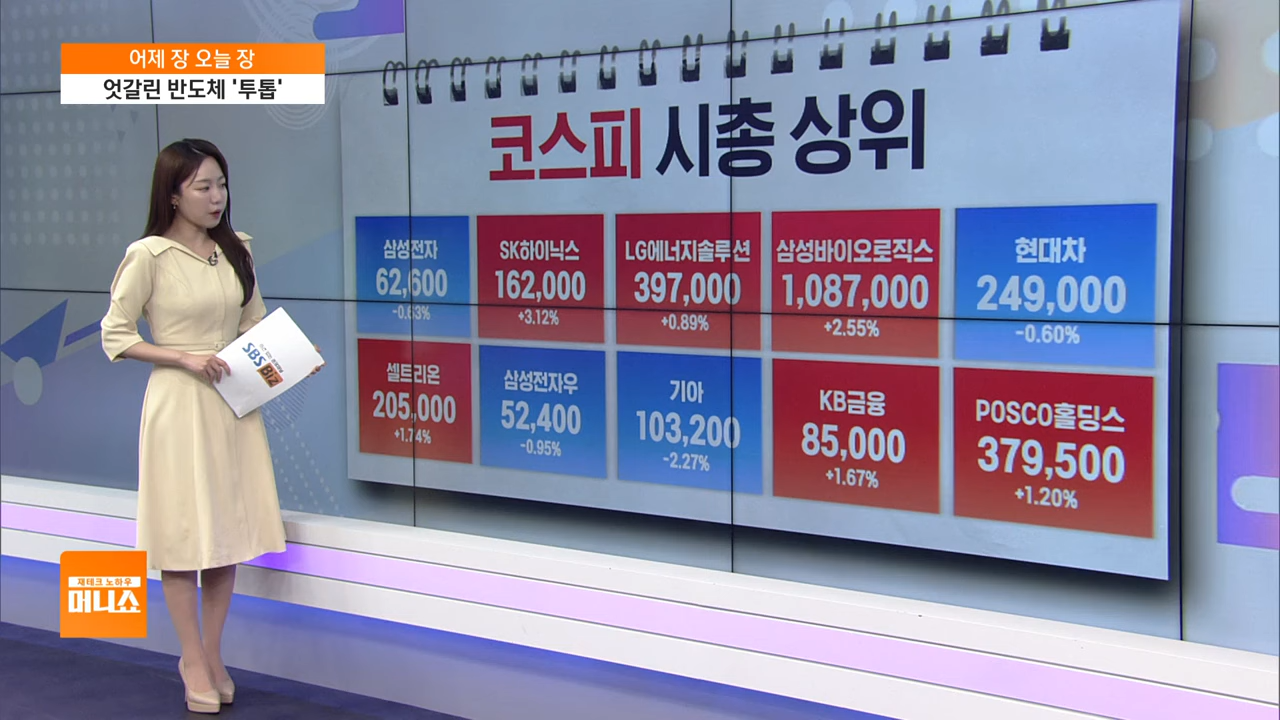 어제 장 오늘 장
엇갈린 반도체 '투톱'
코스피 시총 상위
삼성전자
62,600
-0.63%
SK하이닉스
162,000
+3.12%
LG에너지솔루션
397,000
+0.89%
삼성바이오로직스
1,087,000
+2.55%
현대차
249,000
-0.60%
셀트리온
205,000
+1.74%
삼성전자우
52,400
-0.95%
기아
103,200
-2.27%
KB금융
85,000
+1.67%
POSCO홀딩스
379,500
+1.20%
SBS Biz
재테크 노하우
머니쇼